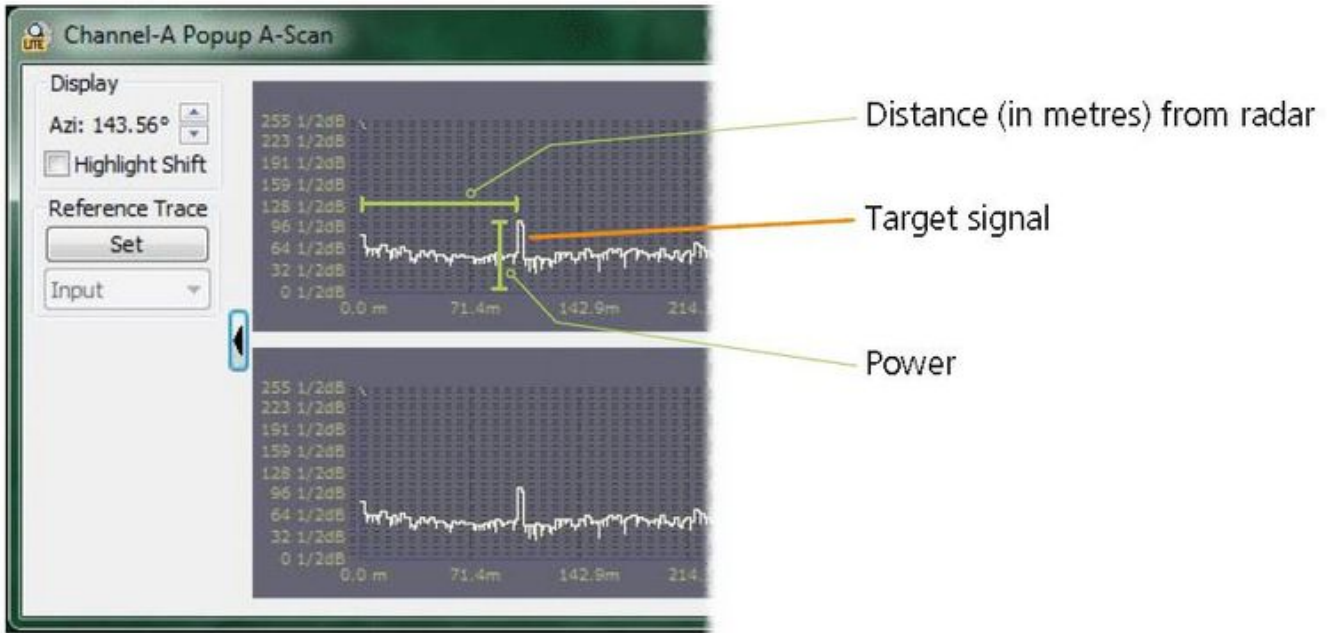 LITE
Channel-A Popup A-Scan
Display
Azi: 143.56°
Highlight Shift
Reference Trace
Set
Input
255 1/2dB
223 1/2dB
191 1/2dB
159 1/2dB
128 1/2dB
96 1/2dB
64 1/2dB
32 1/2dB
0 1/2dB
0.0 m 71.4m 142.9m 214.
Distance (in metres) from radar
Target signal
Power
255 1/2dB
223 1/2dB
191 1/2dB
159 1/2dB
128 1/2dB
96 1/2dB
64 1/2dB
32 1/2dB
0 1/2dB
0.0 m 71.4m 142.9m 214.